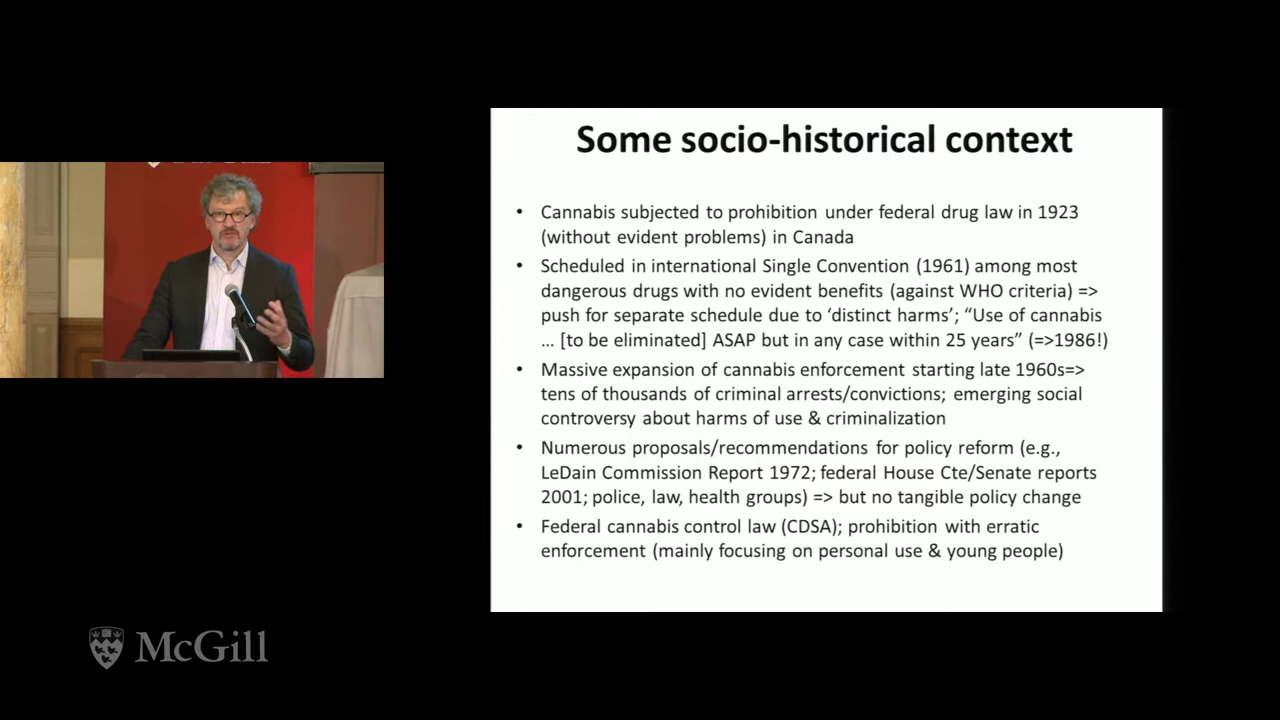 Some socio-historical context
• Cannabis subjected to prohibition under federal drug law in 1923
(without evident problems) in Canada
• Scheduled in international Single Convention (1961) among most
dangerous drugs with no evident benefits (against WHO criteria) =>
push for separate schedule due to ‘distinct harms’; “Use of cannabis
… [to be eliminated] ASAP but in any case within 25 years” (=>1986!)
• Massive expansion of cannabis enforcement starting late 1960s=>
tens of thousands of criminal arrests/convictions; emerging social
controversy about harms of use & criminalization
• Numerous proposals/recommendations for policy reform (e.g.,
LeDain Commission Report 1972; federal House Cte/Senate reports
2001; police, law, health groups) => but no tangible policy change
• Federal cannabis control law (CDSA); prohibition with erratic
enforcement (mainly focusing on personal use & young people)
McGill